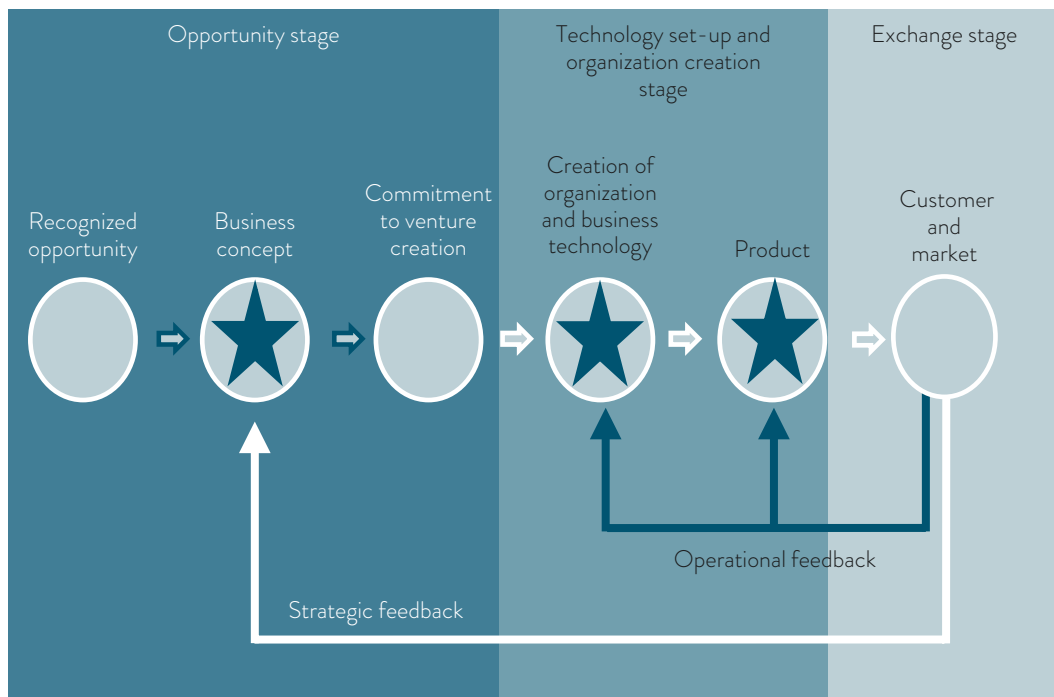 Opportunity stage
Technology set-up and
organization creation
stage
Exchange stage
Recognized
opportunity
Business
concept
Commitment
to venture
creation
Creation of
organization
and business
technology
Product
Customer
and
market
Operational feedback
Strategic feedback